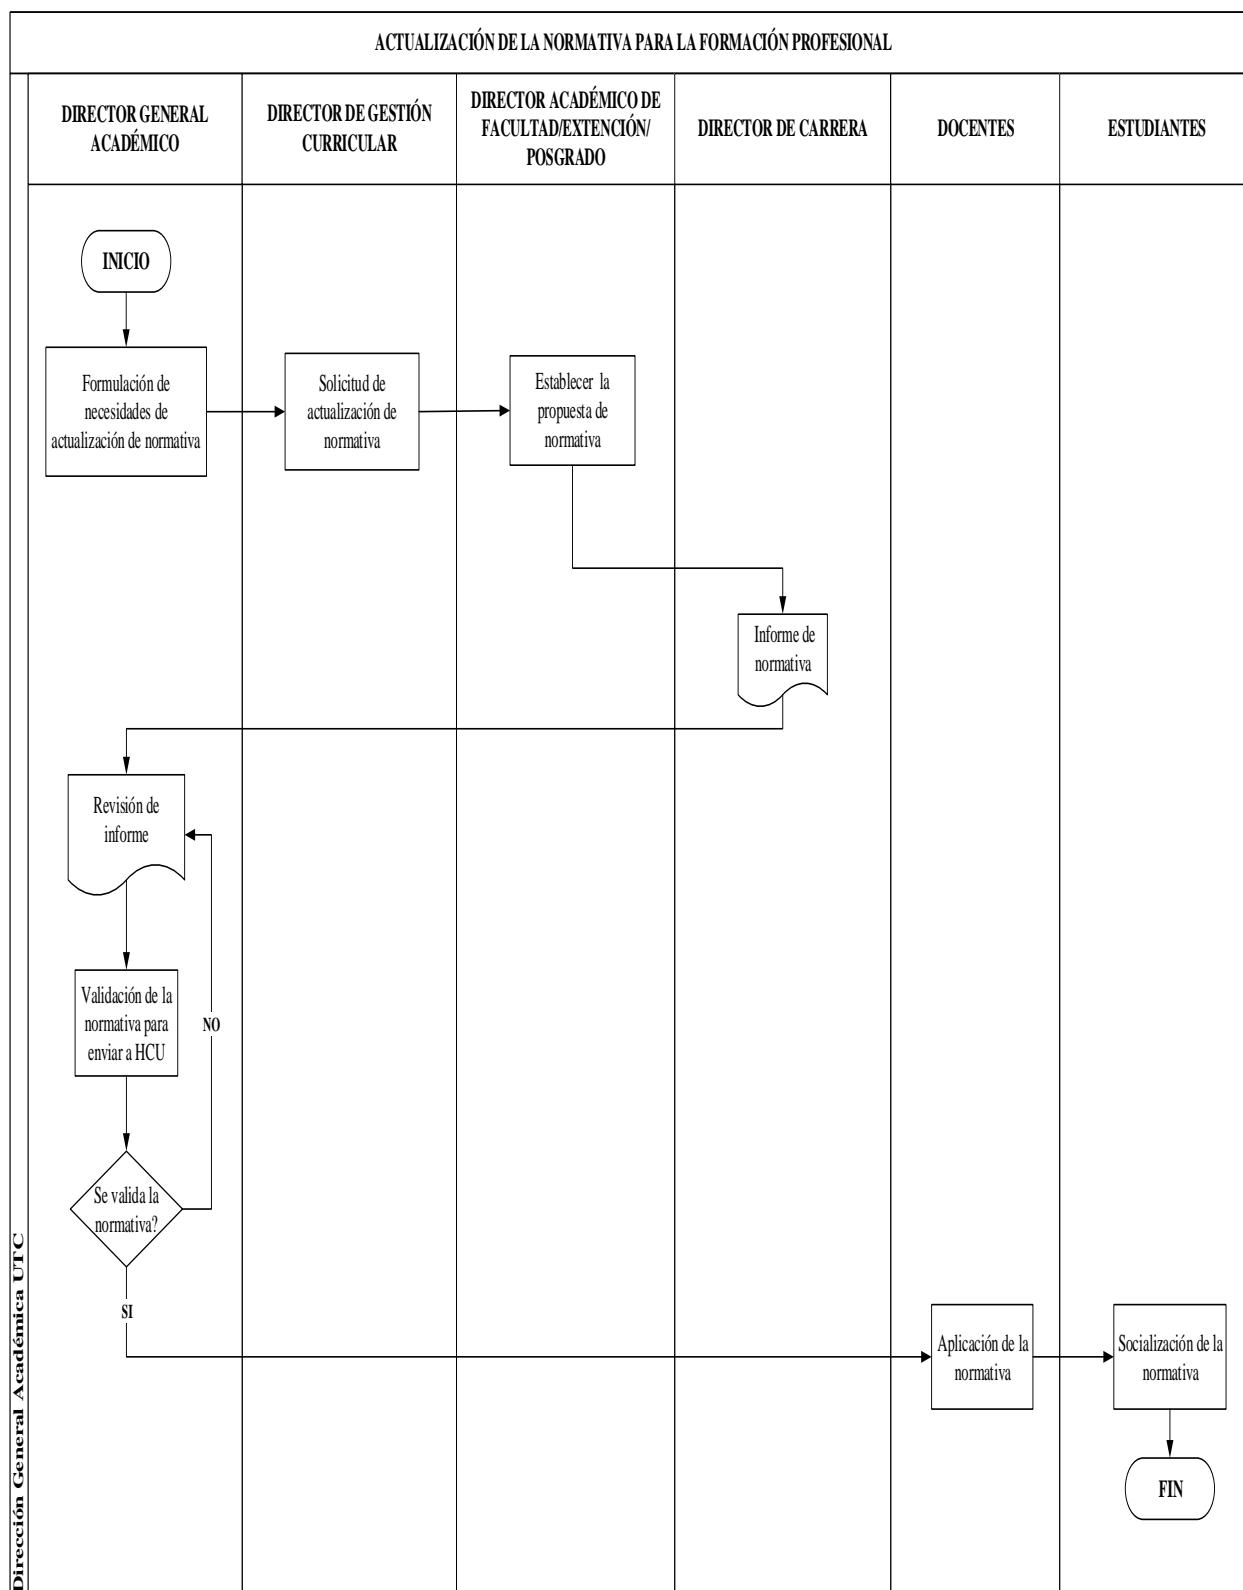 ACTUALIZACIÓN DE LA NORMATIVA PARA LA FORMACIÓN PROFESIONAL
DIRECTOR GENERAL
ACADÉMICO
DIRECTOR DE GESTIÓN
CURRICULAR
DIRECTOR ACADÉMICO DE
FACULTAD/EXTENCIÓN/
POSGRADO
DIRECTOR DE CARRERA
DOCENTES
ESTUDIANTES
INICIO
Formulación de
necesidades de
actualización de normativa
Solicitud de
actualización de
normativa
Establecer la
propuesta de
normativa
Informe de
normativa
Revisión de
informe
Validación de la
normativa para
enviar a HCU
NO
Se valida la
normativa?
SI
Aplicación de la
normativa
Socialización de la
normativa
FIN
Dirección General Académica UTC